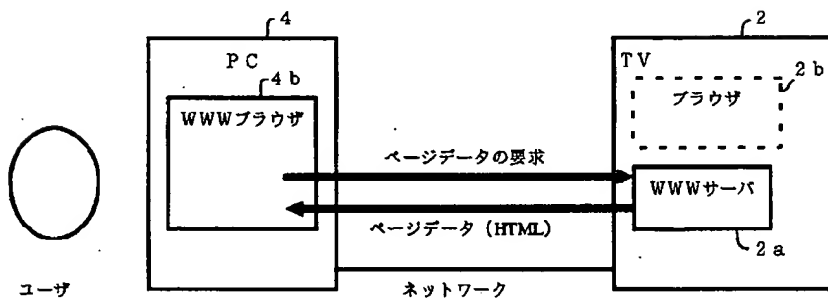 4
PC
4b
WWWブラウザ
2
TV
2b
ブラウザ
ページデータの要求
WWWサーバ
ページデータ (HTML)
2a
ユーザ
ネットワーク